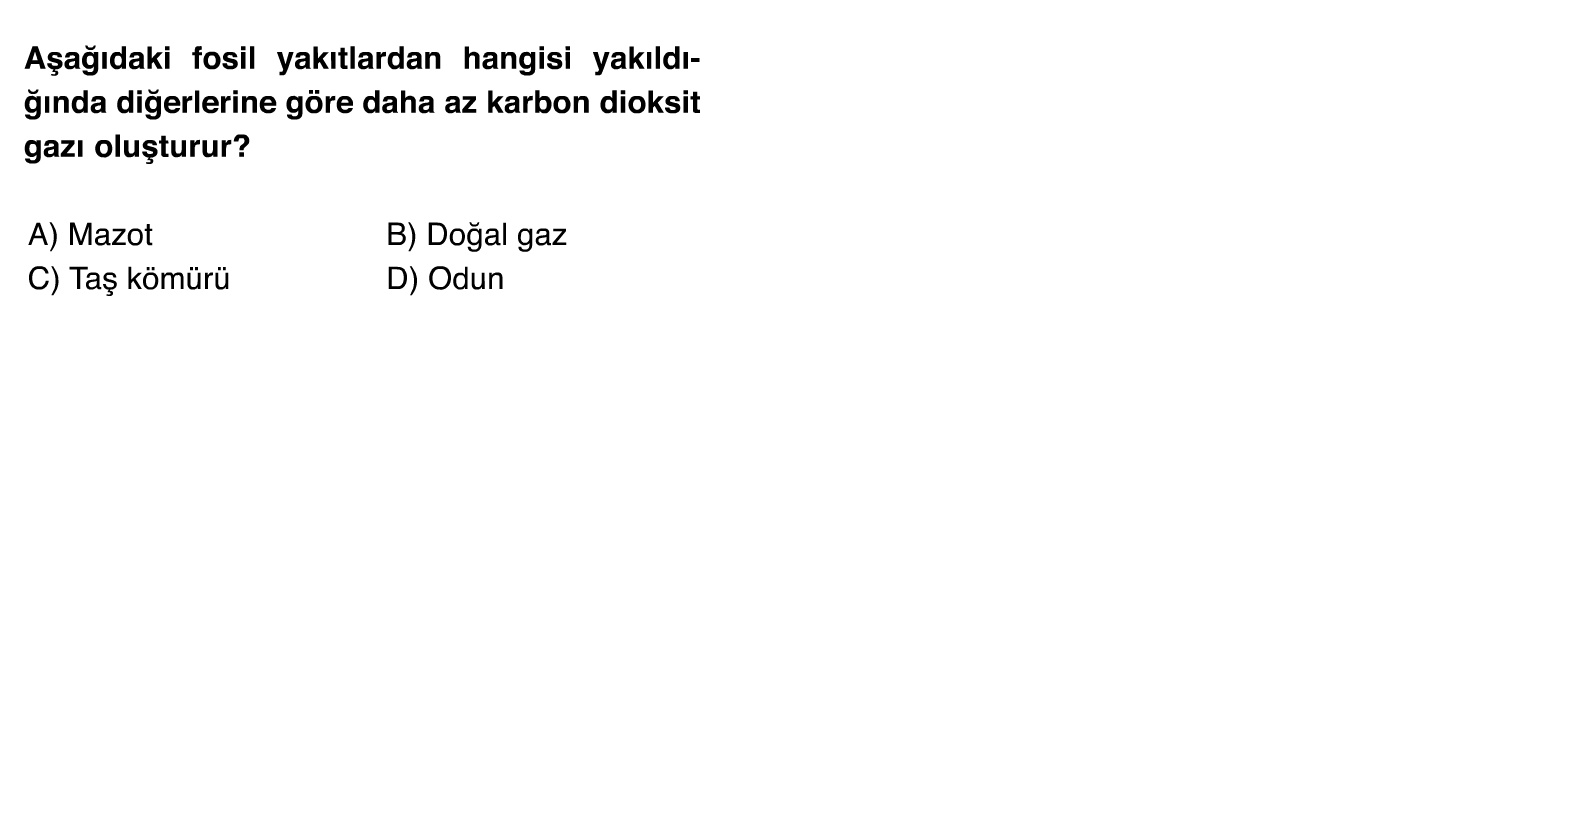 Aşağıdaki fosil yakıtlardan hangisi yakıldı-
ğında diğerlerine göre daha az karbon dioksit
gazı oluşturur?
A) Mazot B) Doğal gaz
C) Taş kömürü D) Odun